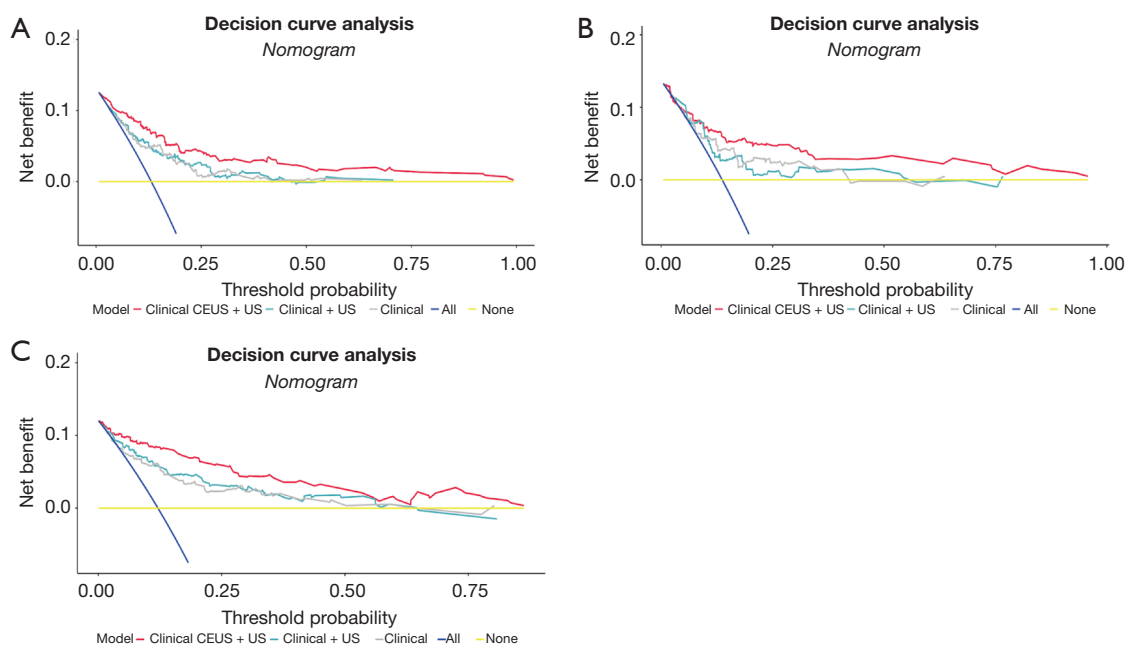 A
Decision curve analysis
Nomogram
0.2
0.1
0.0
Net benefit
0.00 0.25 0.50 0.75 1.00
Threshold probability
Model Clinical CEUS + US Clinical + US Clinical All None
B
Decision curve analysis
Nomogram
0.2
0.1
0.0
Net benefit
0.00 0.25 0.50 0.75 1.00
Threshold probability
Model Clinical CEUS + US Clinical + US Clinical All None
C
Decision curve analysis
Nomogram
0.2
0.1
0.0
Net benefit
0.00 0.25 0.50 0.75
Threshold probability
Model Clinical CEUS + US Clinical + US Clinical All None